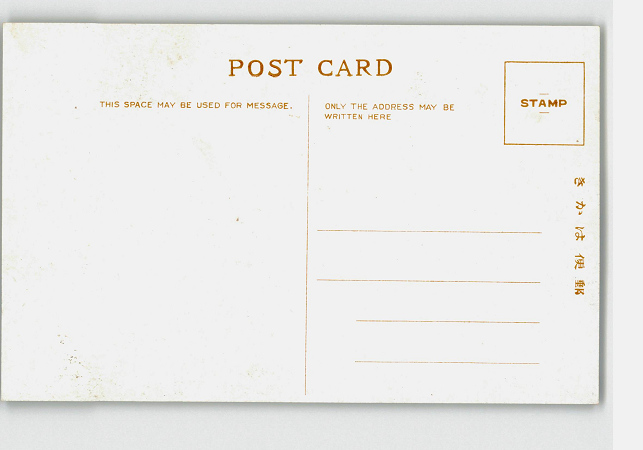 POST CARD
THIS SPACE MAY BE USED FOR MESSAGE.
ONLY THE ADDRESS MAY BE
WRITTEN HERE
STAMP
きかは便郵